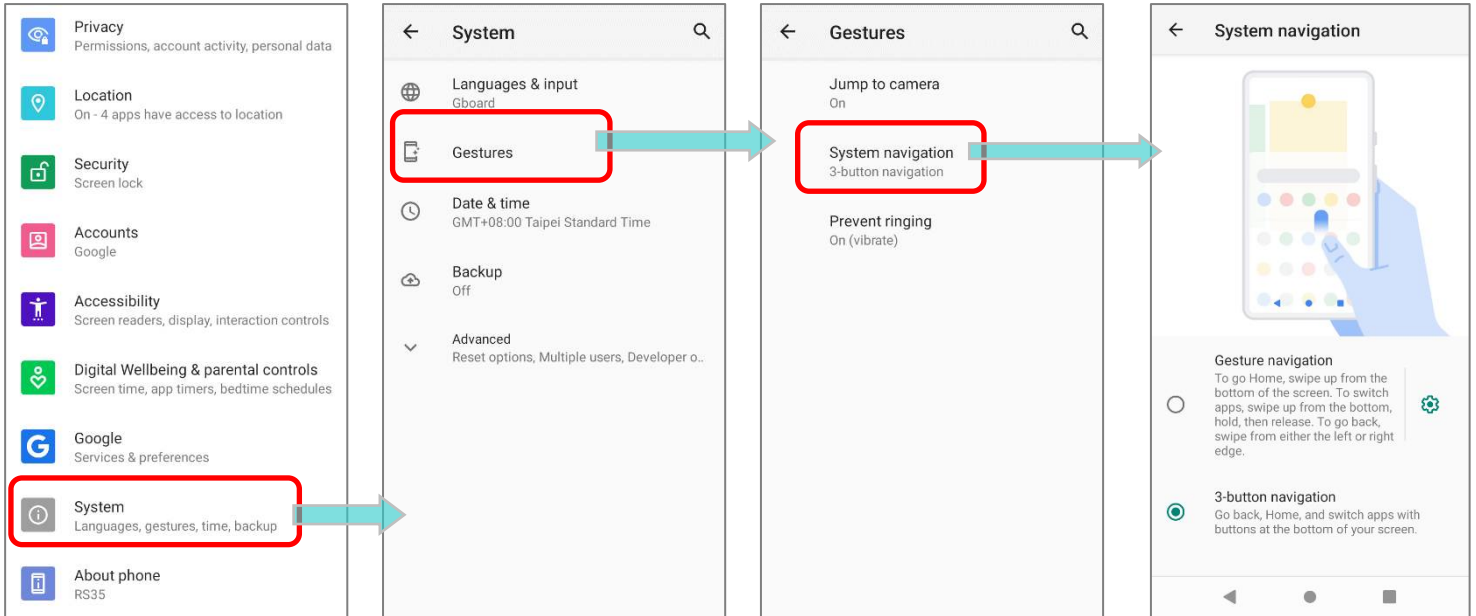 Privacy
Permissions, account activity, personal data
Location
On - 4 apps have access to location
Security
Screen lock
Accounts
Google
Accessibility
Screen readers, display, interaction controls
Digital Wellbeing & parental controls
Screen time, app timers, bedtime schedules
Google
Services & preferences
System
Languages, gestures, time, backup
About phone
RS35
System
Languages & input
Gboard
Gestures
Date & time
GMT+08:00 Taipei Standard Time
Backup
Off
Advanced
Reset options, Multiple users, Developer o..
Gestures
Jump to camera
On
System navigation
3-button navigation
Prevent ringing
On (vibrate)
System navigation
Gesture navigation
To go Home, swipe up from the
bottom of the screen. To switch
apps, swipe up from the bottom,
hold, then release. To go back,
swipe from either the left or right
edge.
3-button navigation
Go back, Home, and switch apps with
buttons at the bottom of your screen.